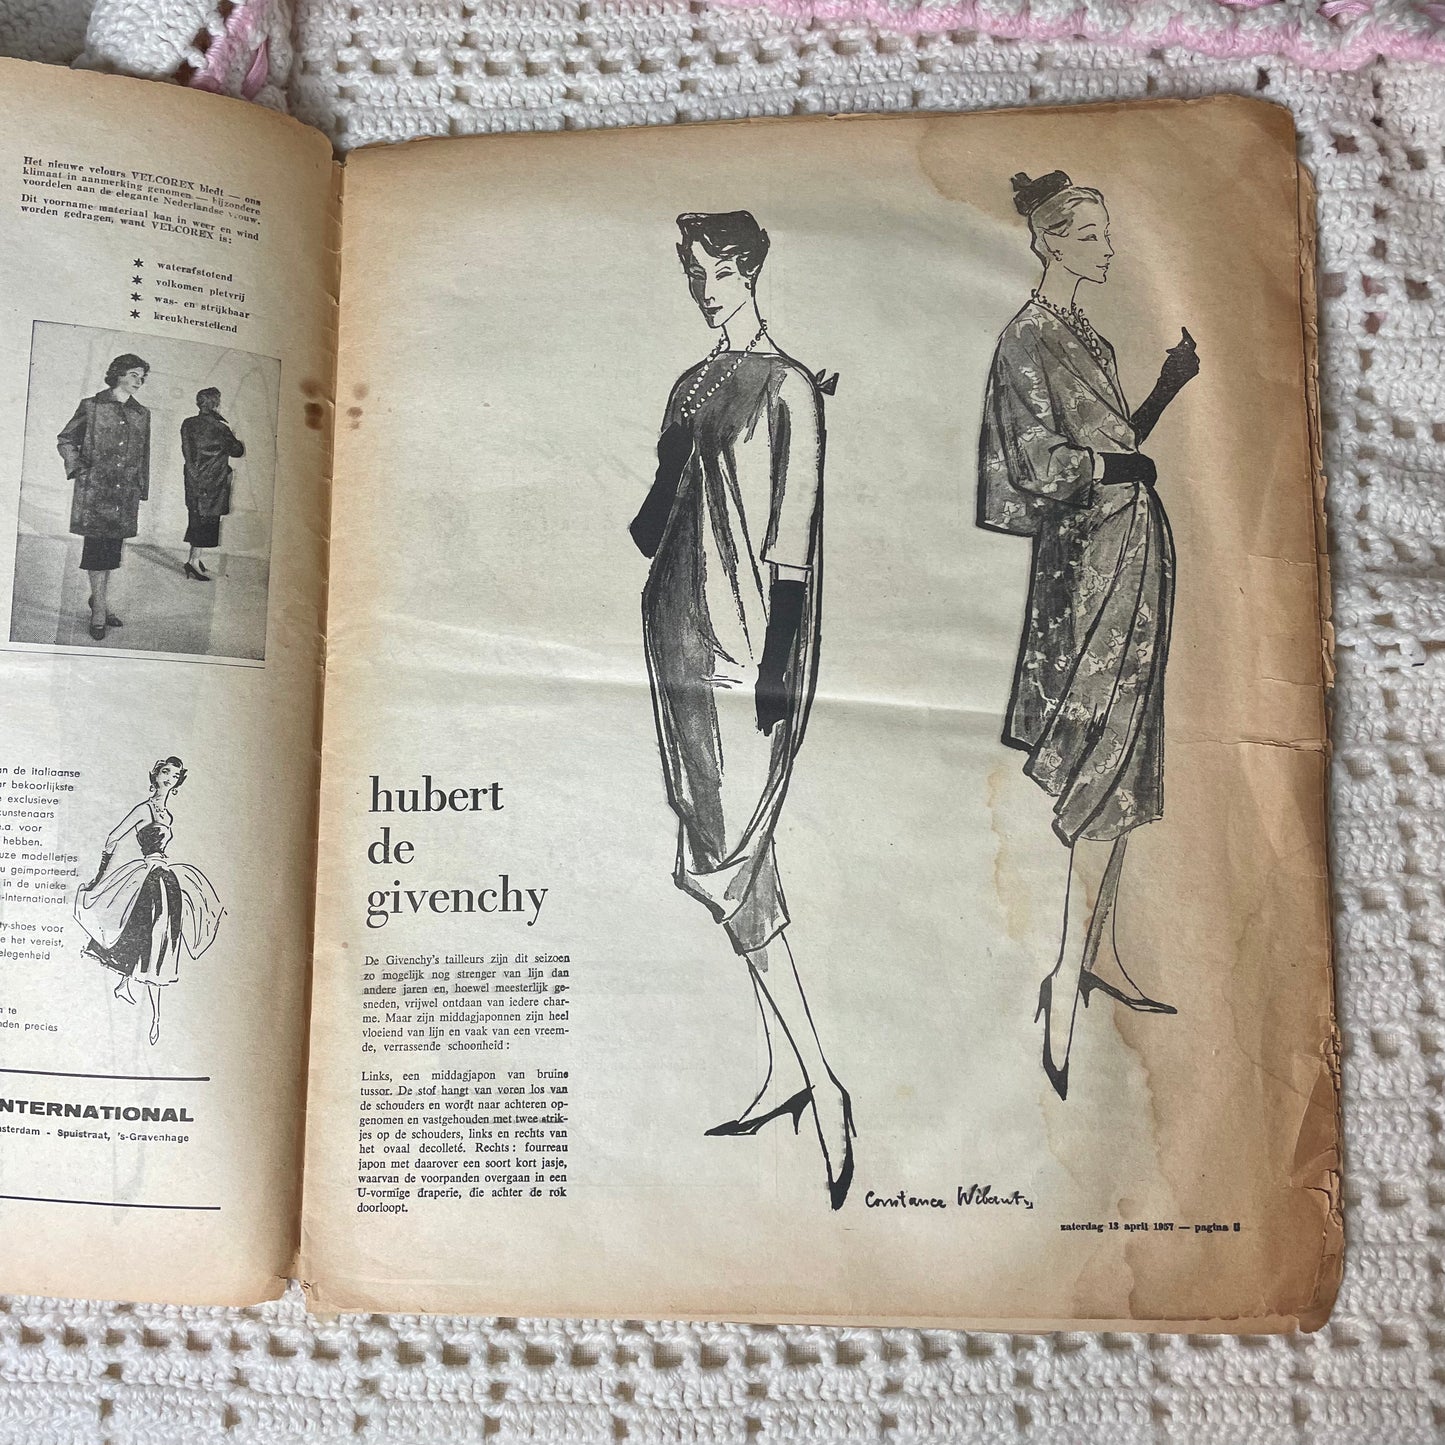 Het nieuwe velours VELCOREX biedt — ons
klimaat in aanmerking genomen — bijzondere
voordelen aan de elegante Nederlandse vrouw.
Dit voorname materiaal kan in weer en wind
worden gedragen, want VELCOREX is:
✶ waterafstotend
✶ volkomen pletvrij
✶ was- en strijkbaar
✶ kreukherstellend
de italiaanse
bekoorlijkste
exclusieve
voor
hebben.
modelletjes
geïmporteerd,
in de unieke
-International.
ty-shoes voor
het vereist,
te
precies
NTERNATIONAL
sterdam - Spuistraat, 's-Gravenhage
hubert
de
givenchy
De Givenchy's tailleurs zijn dit seizoen
zo mogelijk nog strenger van lijn dan
andere jaren en, hoewel meesterlijk ge-
sneden, vrijwel ontdaan van iedere char-
me. Maar zijn middagjaponnen zijn heel
vloeiend van lijn en vaak van een vreem-
de, verrassende schoonheid:
Links, een middagjapon van bruine
tussor. De stof hangt van voren los van
de schouders en wordt naar achteren op-
genomen en vastgehouden met twee strik-
jes op de schouders, links en rechts van
het ovaal decolleté. Rechts: fourreau
japon met daarover een soort kort jasje,
waarvan de voorpanden overgaan in een
U-vormige draperie, die achter de rok
doorloopt.
Constance Wibaut
zaterdag 13 april 1957 — pagina